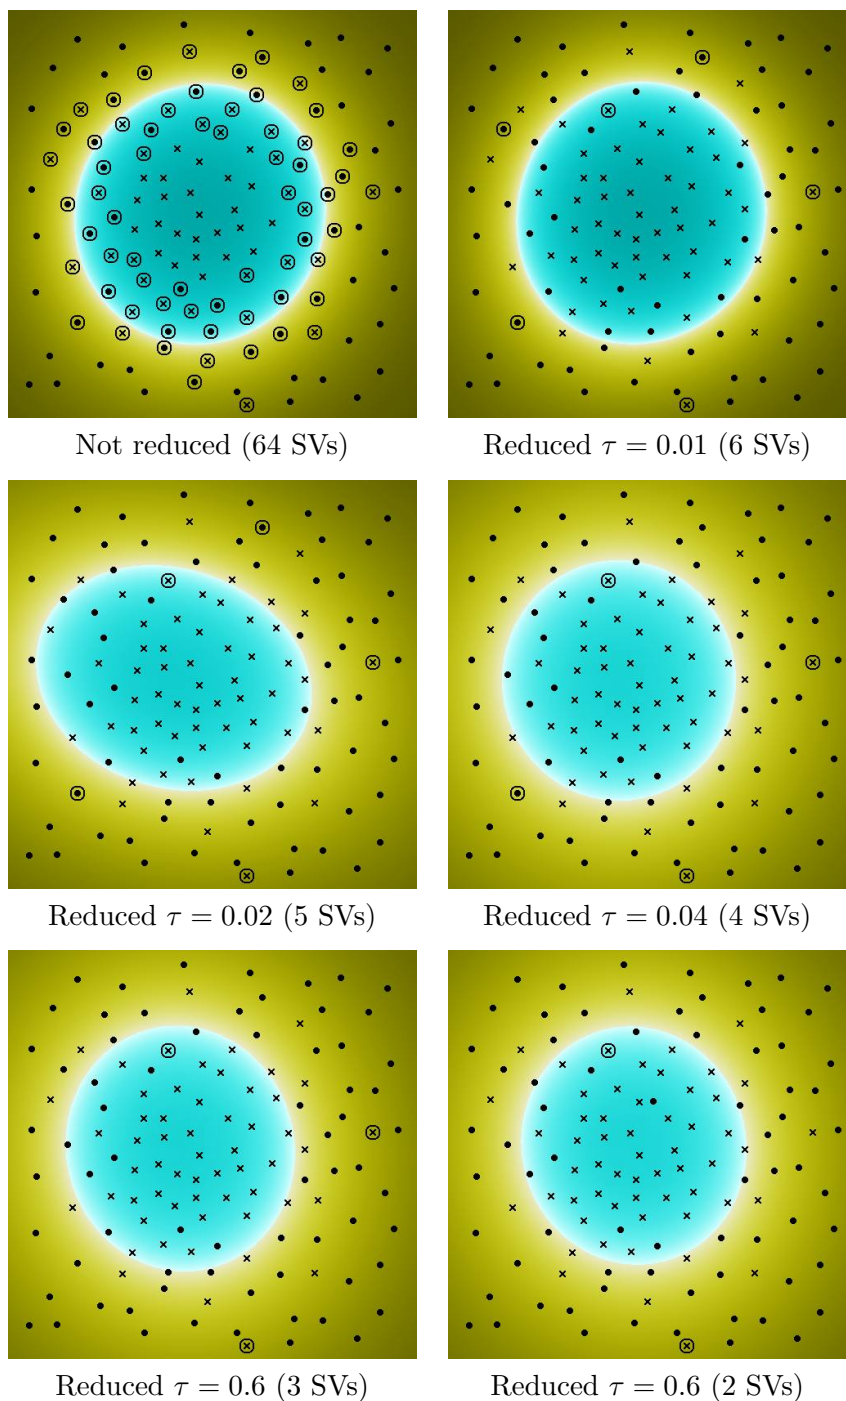 Not reduced (64 SVs)
Reduced τ = 0.01 (6 SVs)
Reduced τ = 0.02 (5 SVs)
Reduced τ = 0.04 (4 SVs)
Reduced τ = 0.6 (3 SVs)
Reduced τ = 0.6 (2 SVs)